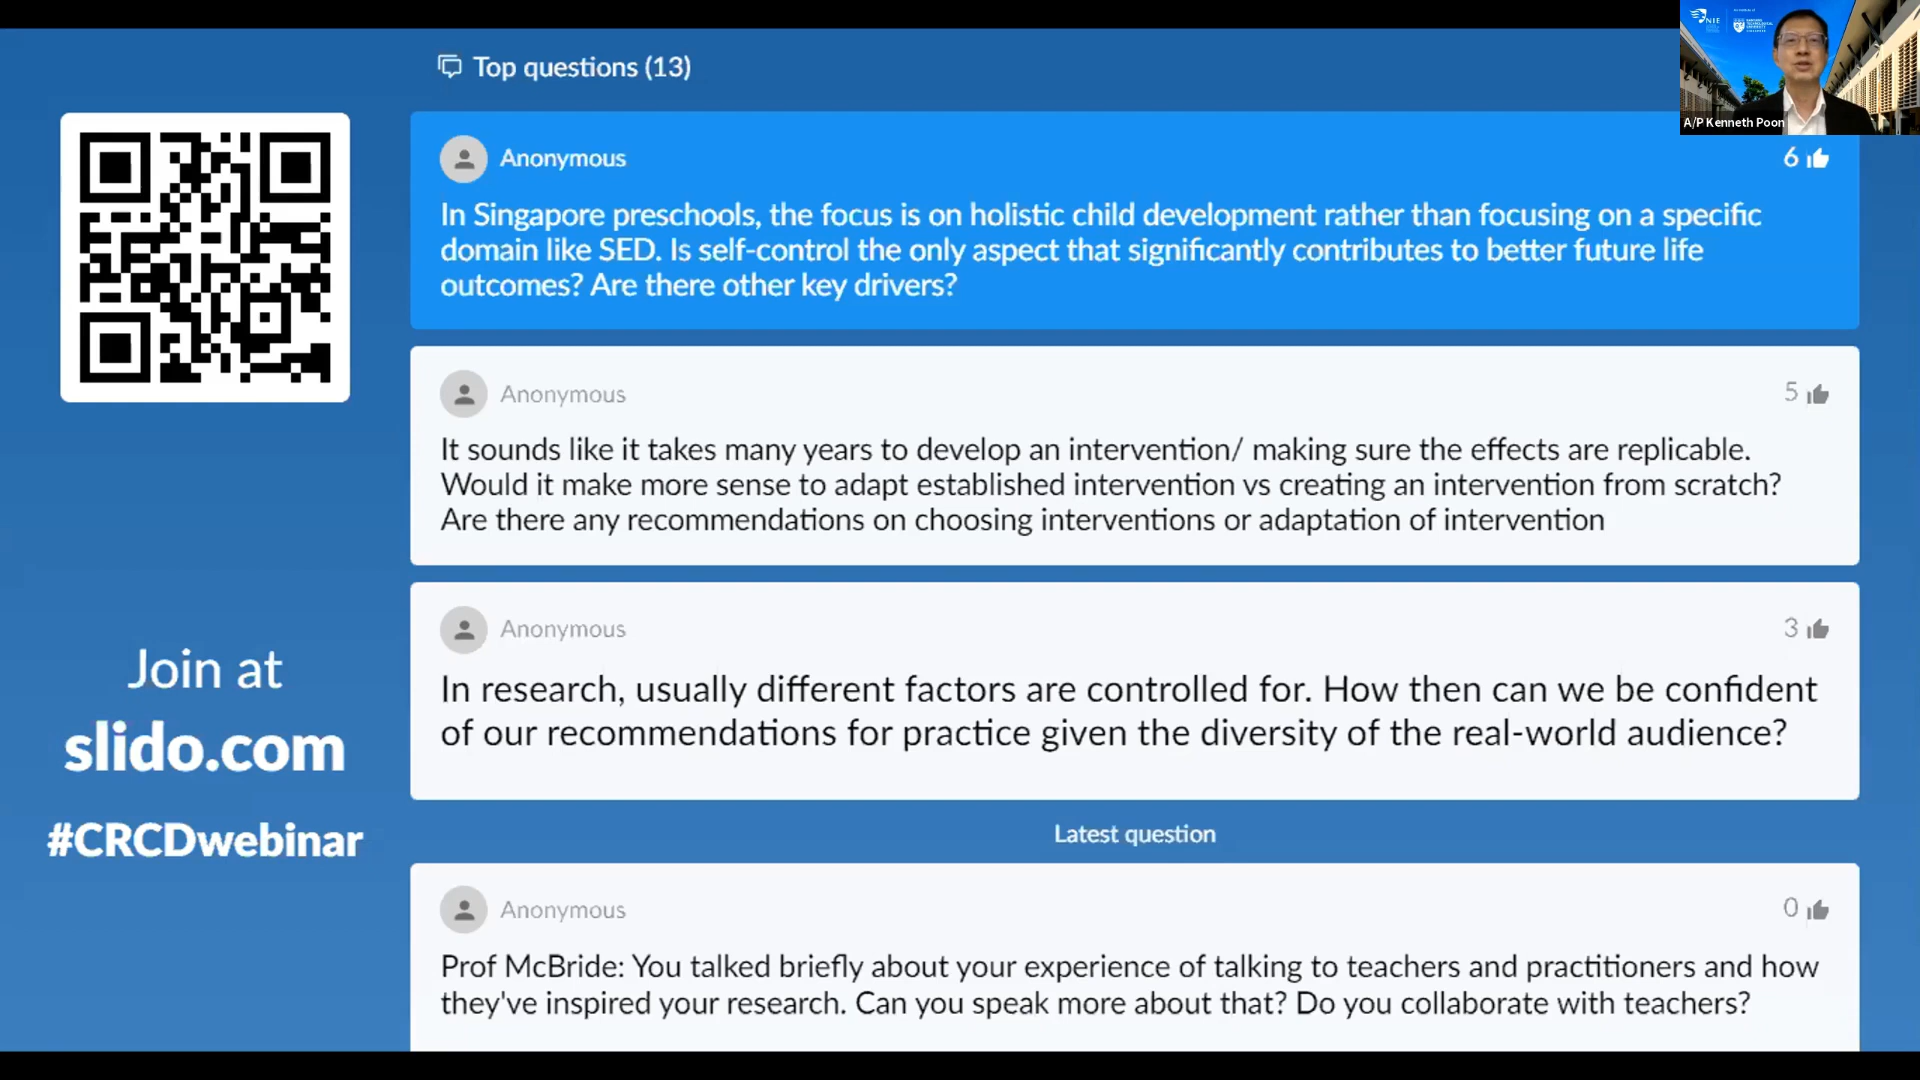 Top questions (13)
Anonymous
6
In Singapore preschools, the focus is on holistic child development rather than focusing on a specific
domain like SED. Is self-control the only aspect that significantly contributes to better future life
outcomes? Are there other key drivers?
Anonymous
5
It sounds like it takes many years to develop an intervention/ making sure the effects are replicable.
Would it make more sense to adapt established intervention vs creating an intervention from scratch?
Are there any recommendations on choosing interventions or adaptation of intervention
Anonymous
3
In research, usually different factors are controlled for. How then can we be confident
of our recommendations for practice given the diversity of the real-world audience?
Latest question
Anonymous
0
Prof McBride: You talked briefly about your experience of talking to teachers and practitioners and how
they've inspired your research. Can you speak more about that? Do you collaborate with teachers?
Join at
slido.com
#CRCDwebinar
NIE
A/P Kenneth Poon